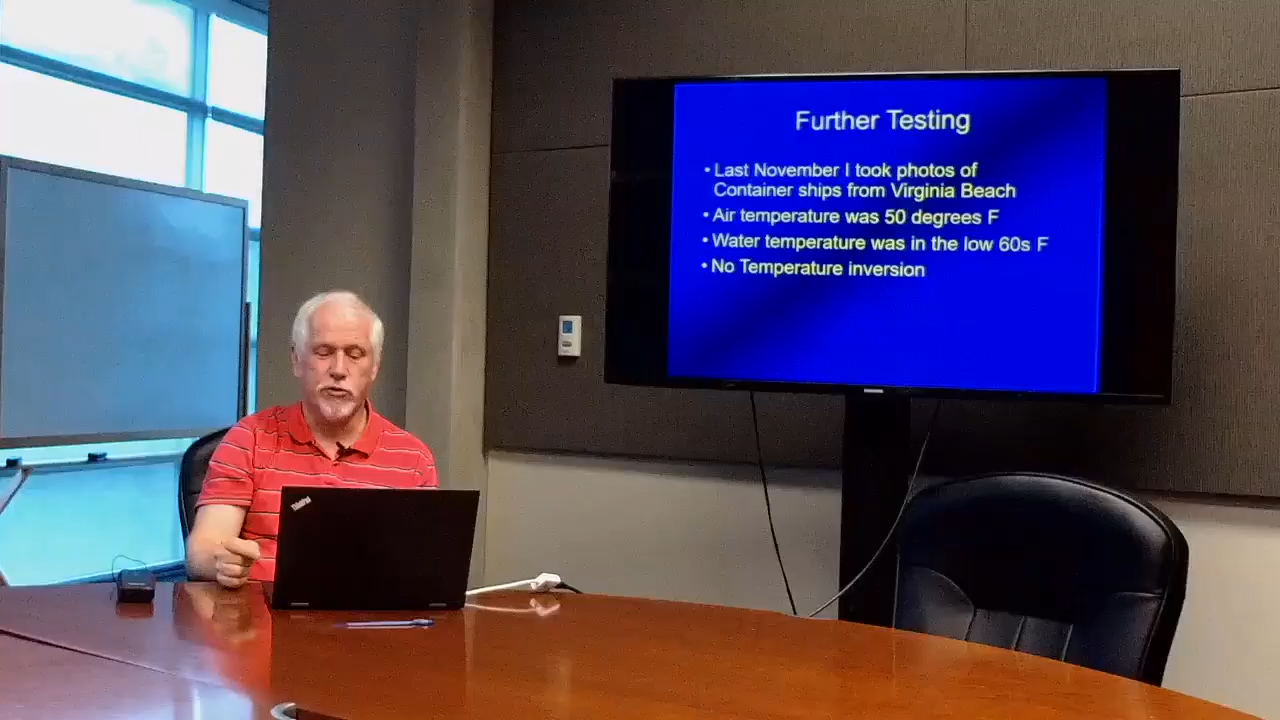 Further Testing
• Last November I took photos of
Container ships from Virginia Beach
• Air temperature was 50 degrees F
• Water temperature was in the low 60s F
• No Temperature inversion
ThinkPad